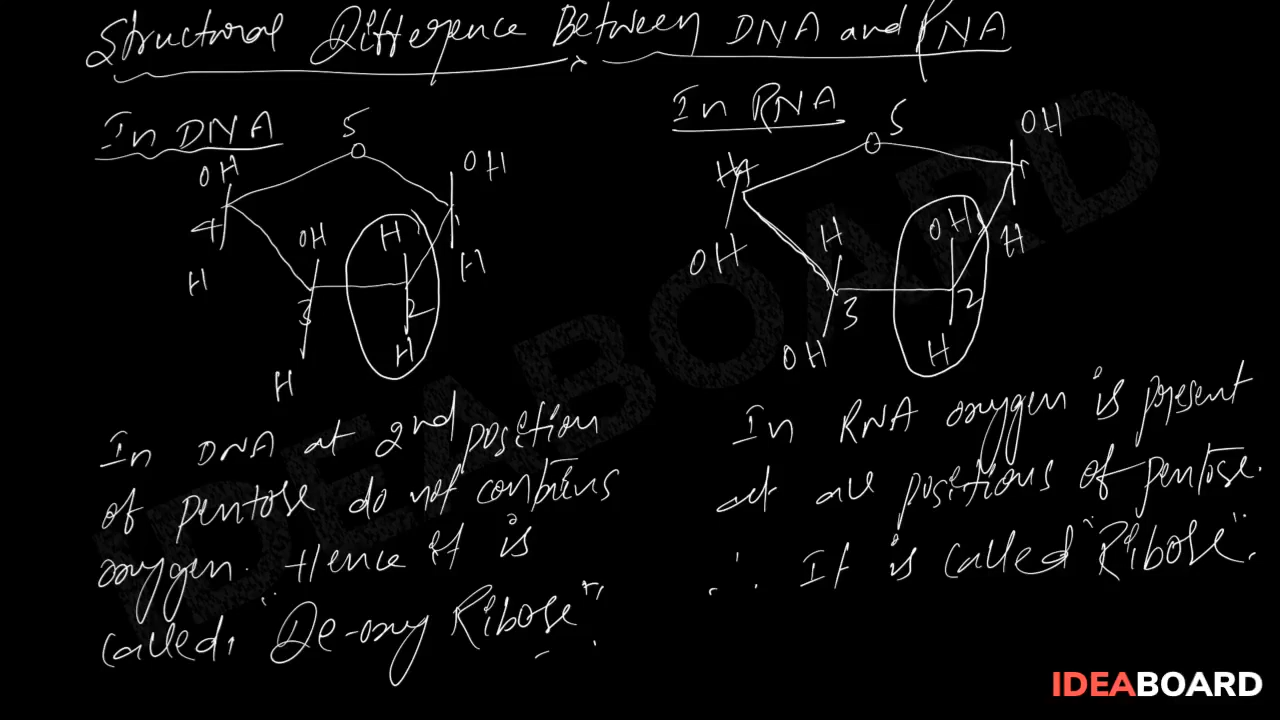 Structural Difference Between DNA and RNA
In DNA
In RNA
5
OH
O
OH
4
1
OH
H
H
H
3
2
H
H
5
OH
H
O
1
OH
H
OH
H
3
2
OH
H
In DNA at 2nd position
of pentose do not contains
oxygen. Hence it is
called, "De-oxy Ribose".
In RNA oxygen is present
at all positions of pentose.
∴ It is called "Ribose".
IDEABOARD
IDEABOARD